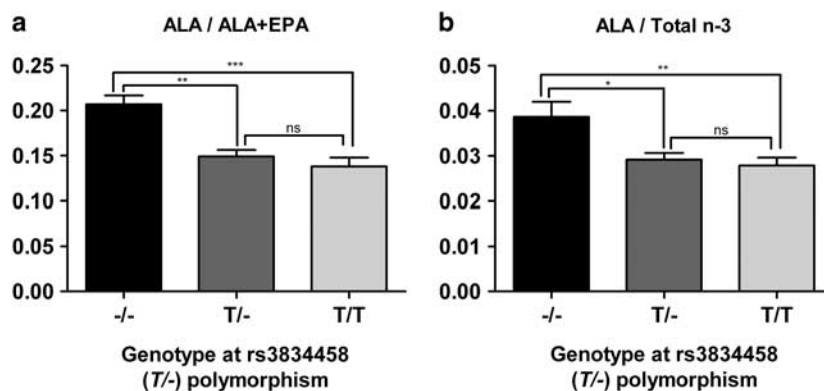 a
ALA / ALA+EPA
0.25
0.20
0.15
0.10
0.05
0.00
***
**
ns
-/-
T/-
T/T
Genotype at rs3834458
(T/-) polymorphism
b
ALA / Total n-3
0.05
0.04
0.03
0.02
0.01
0.00
**
*
ns
-/-
T/-
T/T
Genotype at rs3834458
(T/-) polymorphism